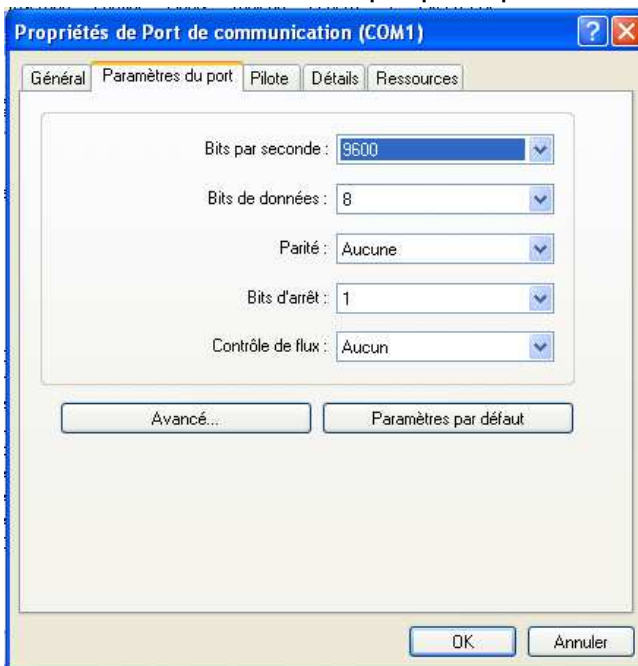 Propriétés de Port de communication (COM1)
Général Paramètres du port Pilote Détails Ressources
Bits par seconde : 9600
Bits de données : 8
Parité : Aucune
Bits d'arrêt : 1
Contrôle de flux : Aucun
Avancé... Paramètres par défaut
OK Annuler